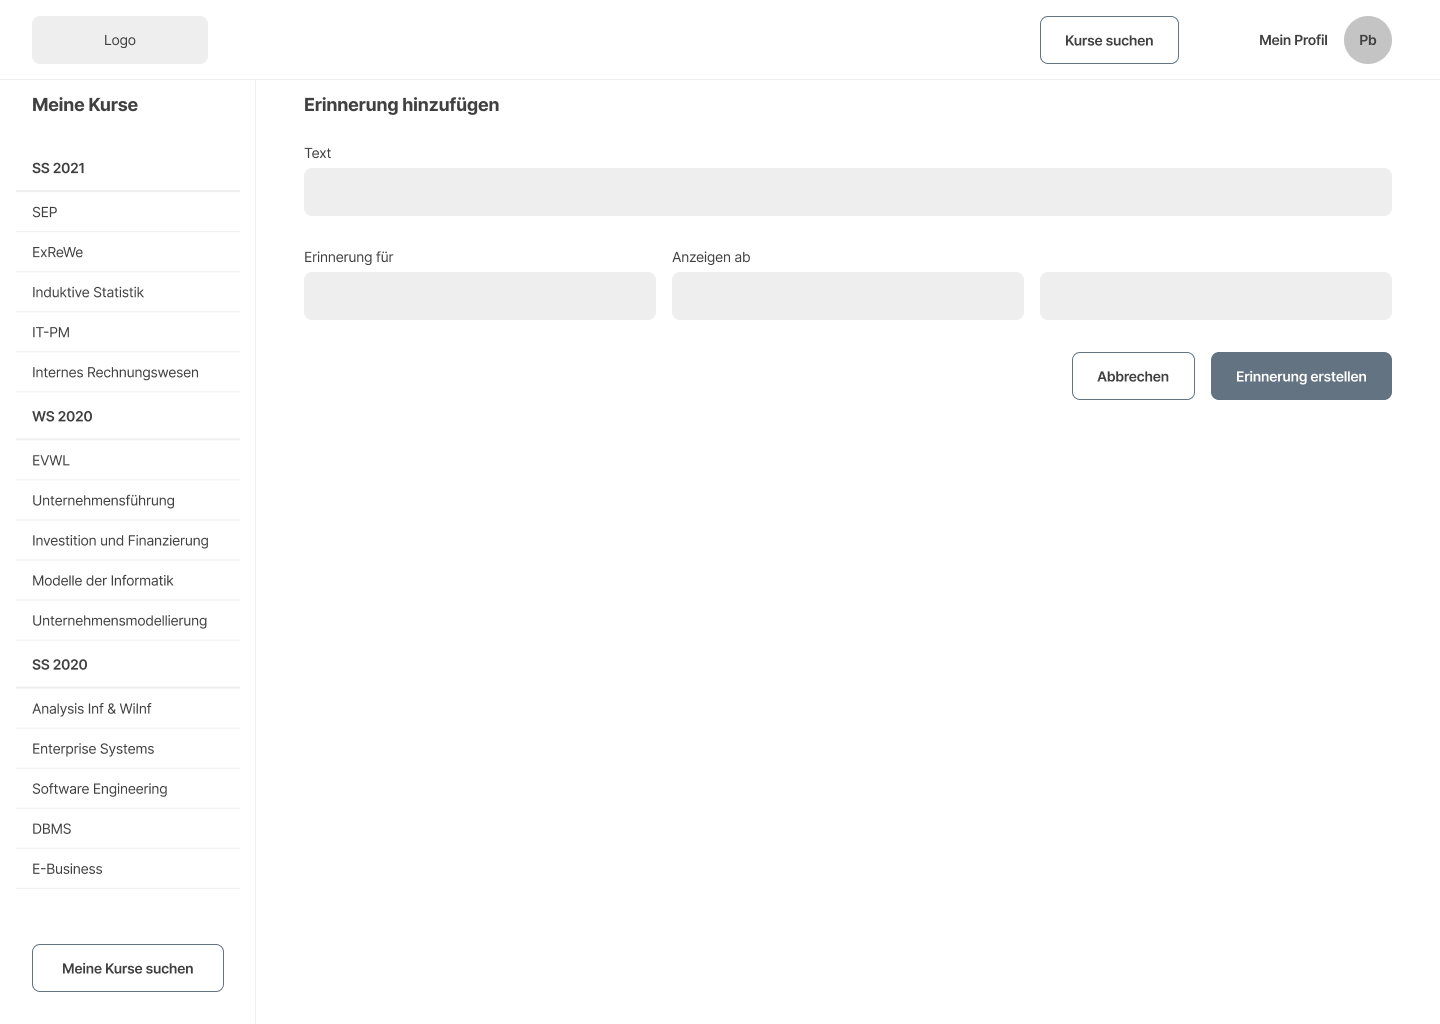 Logo
Kurse suchen
Mein Profil
Pb
Meine Kurse
SS 2021
SEP
ExReWe
Induktive Statistik
IT-PM
Internes Rechnungswesen
WS 2020
EVWL
Unternehmensführung
Investition und Finanzierung
Modelle der Informatik
Unternehmensmodellierung
SS 2020
Analysis Inf & WiInf
Enterprise Systems
Software Engineering
DBMS
E-Business
Meine Kurse suchen
Erinnerung hinzufügen
Text
Erinnerung für
Anzeigen ab
Abbrechen
Erinnerung erstellen